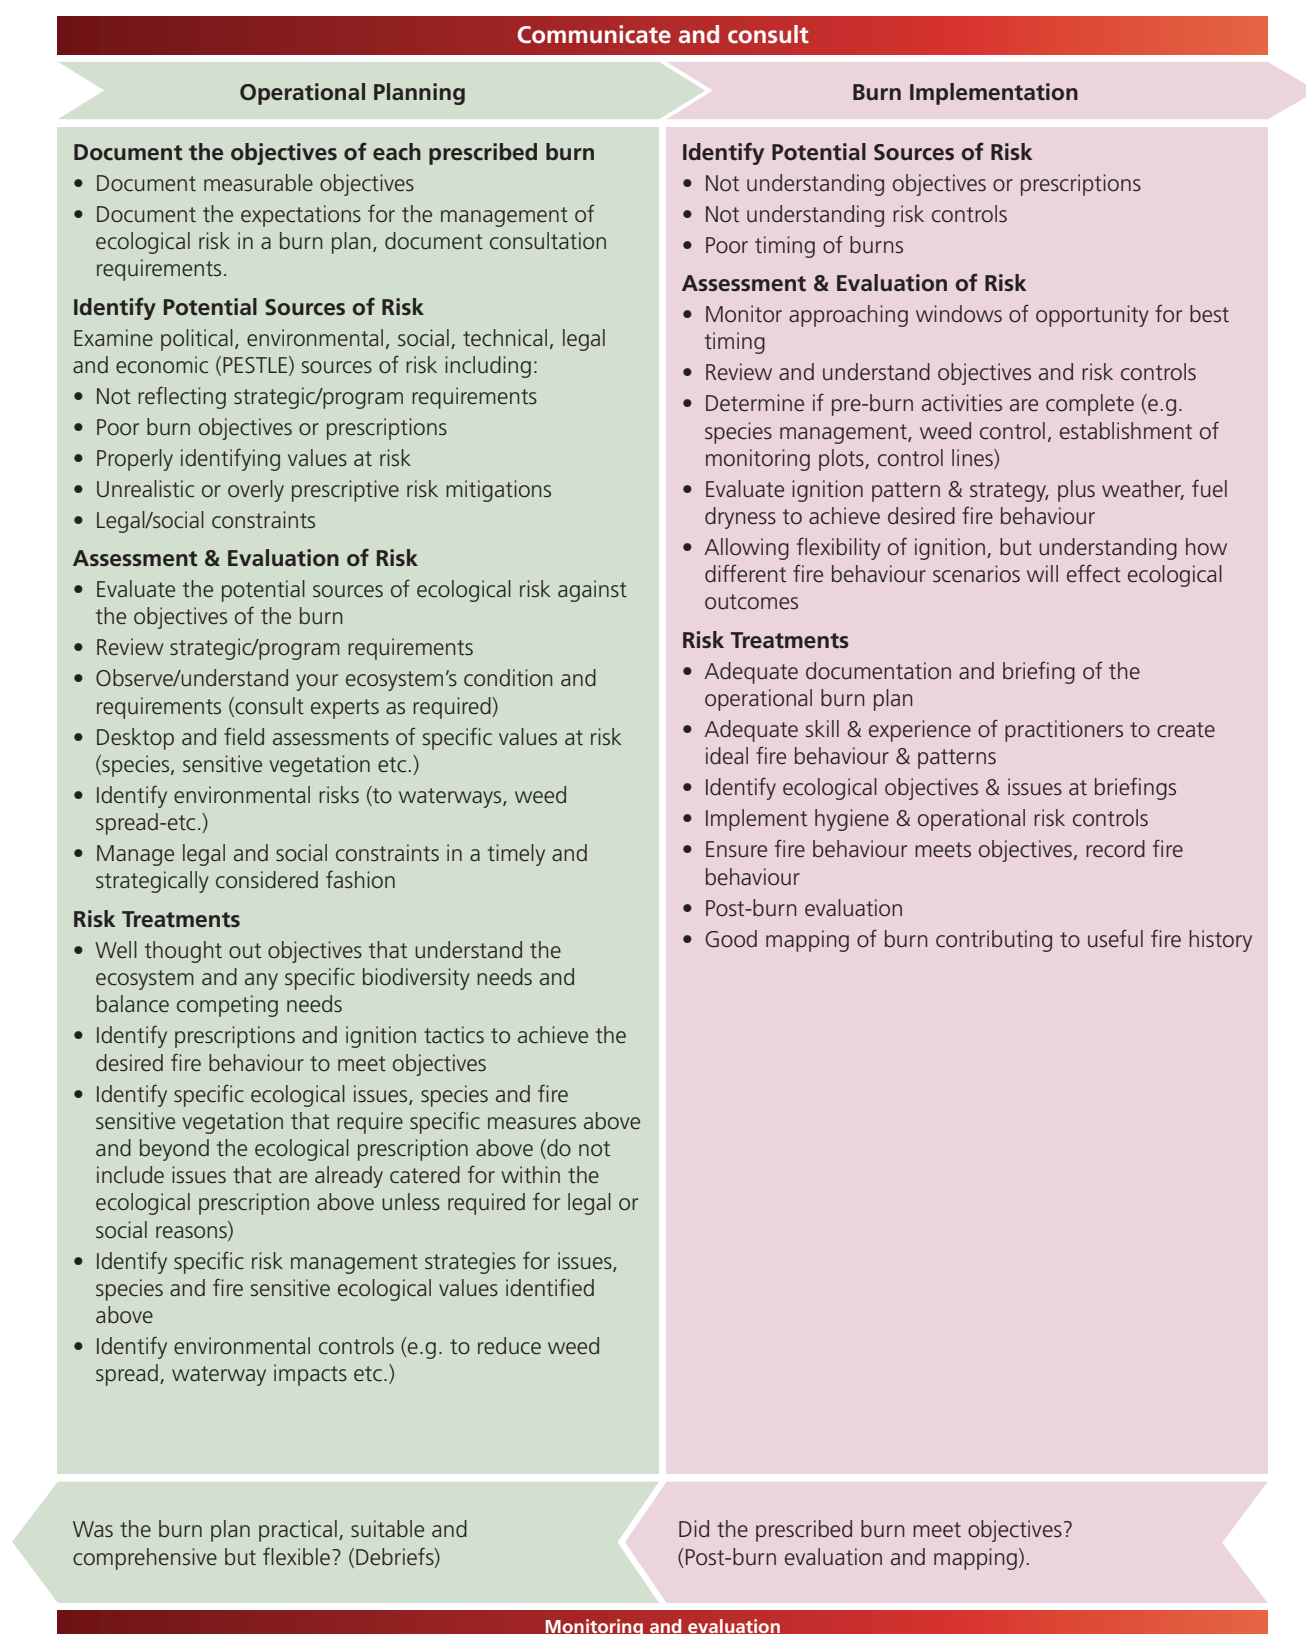 Communicate and consult
Operational Planning
Burn Implementation
Document the objectives of each prescribed burn
• Document measurable objectives
• Document the expectations for the management of
ecological risk in a burn plan, document consultation
requirements.
Identify Potential Sources of Risk
Examine political, environmental, social, technical, legal
and economic (PESTLE) sources of risk including:
• Not reflecting strategic/program requirements
• Poor burn objectives or prescriptions
• Properly identifying values at risk
• Unrealistic or overly prescriptive risk mitigations
• Legal/social constraints
Assessment & Evaluation of Risk
• Evaluate the potential sources of ecological risk against
the objectives of the burn
• Review strategic/program requirements
• Observe/understand your ecosystem's condition and
requirements (consult experts as required)
• Desktop and field assessments of specific values at risk
(species, sensitive vegetation etc.)
• Identify environmental risks (to waterways, weed
spread-etc.)
• Manage legal and social constraints in a timely and
strategically considered fashion
Risk Treatments
• Well thought out objectives that understand the
ecosystem and any specific biodiversity needs and
balance competing needs
• Identify prescriptions and ignition tactics to achieve the
desired fire behaviour to meet objectives
• Identify specific ecological issues, species and fire
sensitive vegetation that require specific measures above
and beyond the ecological prescription above (do not
include issues that are already catered for within the
ecological prescription above unless required for legal or
social reasons)
• Identify specific risk management strategies for issues,
species and fire sensitive ecological values identified
above
• Identify environmental controls (e.g. to reduce weed
spread, waterway impacts etc.)
Identify Potential Sources of Risk
• Not understanding objectives or prescriptions
• Not understanding risk controls
• Poor timing of burns
Assessment & Evaluation of Risk
• Monitor approaching windows of opportunity for best
timing
• Review and understand objectives and risk controls
• Determine if pre-burn activities are complete (e.g.
species management, weed control, establishment of
monitoring plots, control lines)
• Evaluate ignition pattern & strategy, plus weather, fuel
dryness to achieve desired fire behaviour
• Allowing flexibility of ignition, but understanding how
different fire behaviour scenarios will effect ecological
outcomes
Risk Treatments
• Adequate documentation and briefing of the
operational burn plan
• Adequate skill & experience of practitioners to create
ideal fire behaviour & patterns
• Identify ecological objectives & issues at briefings
• Implement hygiene & operational risk controls
• Ensure fire behaviour meets objectives, record fire
behaviour
• Post-burn evaluation
• Good mapping of burn contributing to useful fire history
Was the burn plan practical, suitable and
comprehensive but flexible? (Debriefs)
Did the prescribed burn meet objectives?
(Post-burn evaluation and mapping).
Monitoring and evaluation